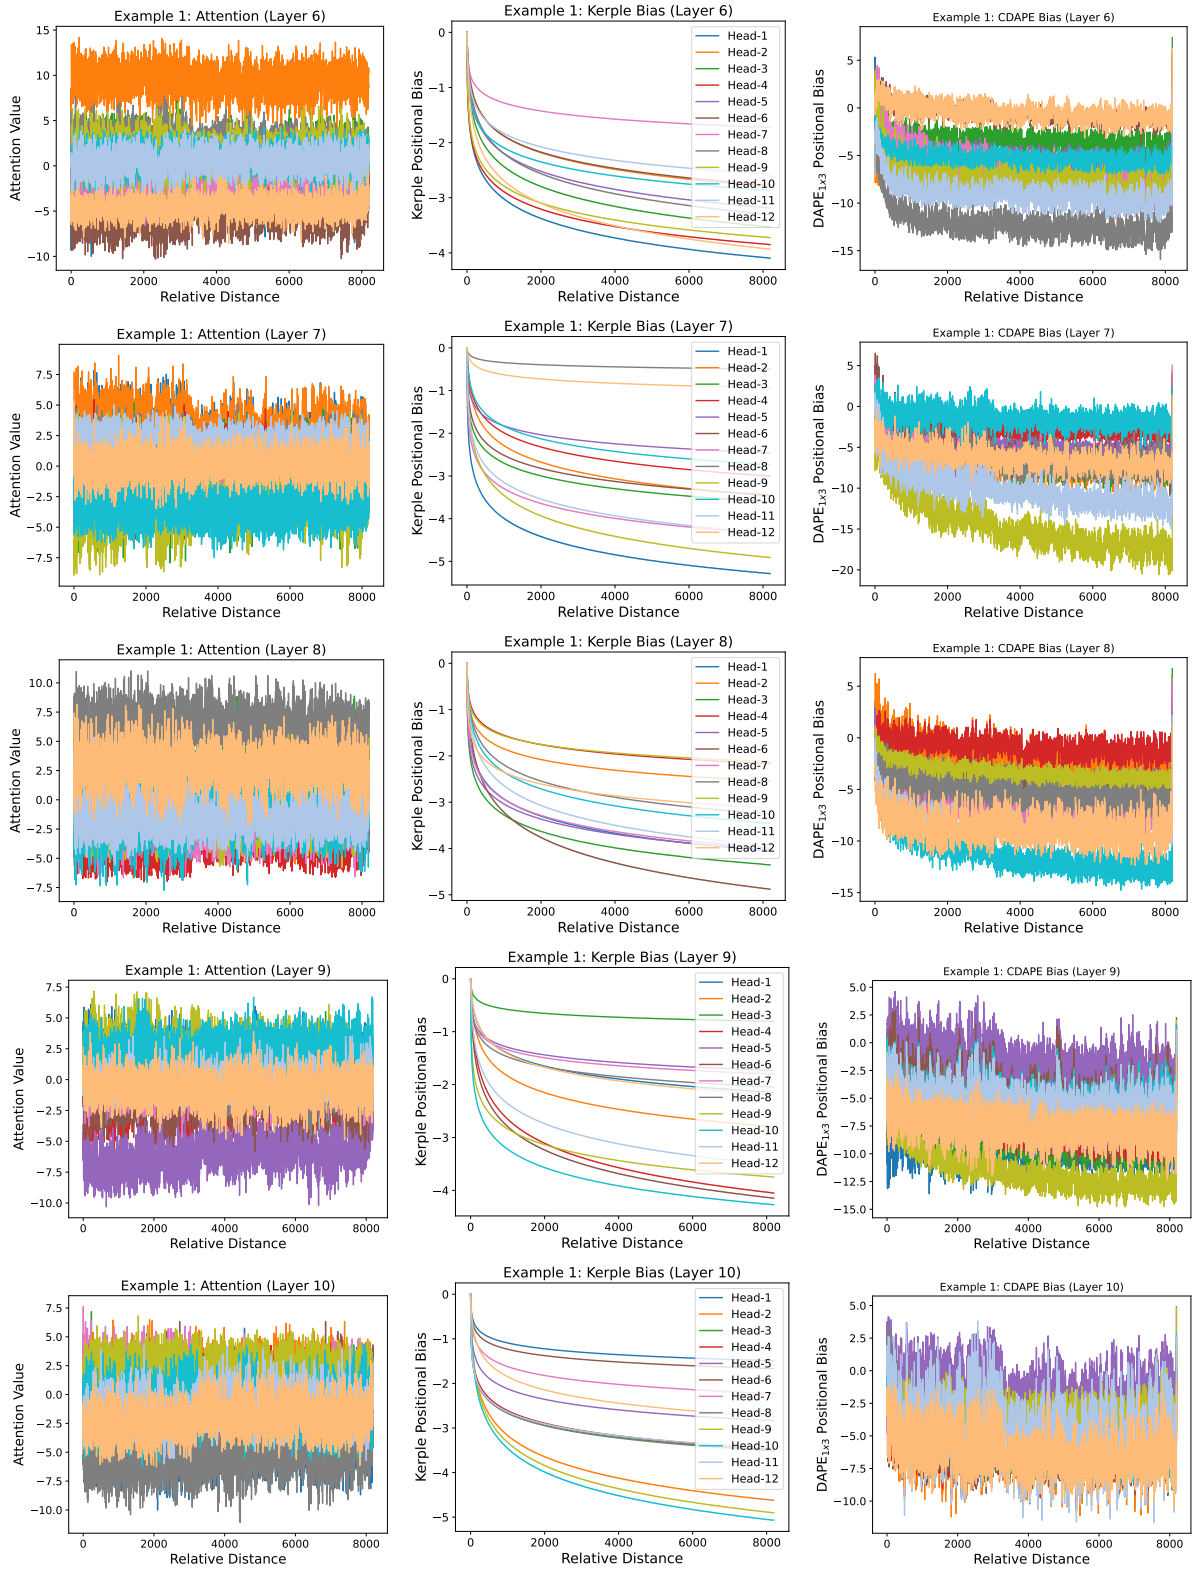 Example 1: Attention (Layer 6)
Attention Value
15
10
5
0
−5
−10
0
2000
4000
6000
8000
Relative Distance
Example 1: Kerple Bias (Layer 6)
Kerple Positional Bias
0
−1
−2
−3
−4
0
2000
4000
6000
8000
Relative Distance
Head-1
Head-2
Head-3
Head-4
Head-5
Head-6
Head-7
Head-8
Head-9
Head-10
Head-11
Head-12
Example 1: CDAPE Bias (Layer 6)
DAPE1x3 Positional Bias
5
0
−5
−10
−15
0
2000
4000
6000
8000
Relative Distance
Example 1: Attention (Layer 7)
Attention Value
7.5
5.0
2.5
0.0
−2.5
−5.0
−7.5
0
2000
4000
6000
8000
Relative Distance
Example 1: Kerple Bias (Layer 7)
Kerple Positional Bias
0
−1
−2
−3
−4
−5
0
2000
4000
6000
8000
Relative Distance
Head-1
Head-2
Head-3
Head-4
Head-5
Head-6
Head-7
Head-8
Head-9
Head-10
Head-11
Head-12
Example 1: CDAPE Bias (Layer 7)
DAPE1x3 Positional Bias
5
0
−5
−10
−15
−20
0
2000
4000
6000
8000
Relative Distance
Example 1: Attention (Layer 8)
Attention Value
10.0
7.5
5.0
2.5
0.0
−2.5
−5.0
−7.5
0
2000
4000
6000
8000
Relative Distance
Example 1: Kerple Bias (Layer 8)
Kerple Positional Bias
0
−1
−2
−3
−4
−5
0
2000
4000
6000
8000
Relative Distance
Head-1
Head-2
Head-3
Head-4
Head-5
Head-6
Head-7
Head-8
Head-9
Head-10
Head-11
Head-12
Example 1: CDAPE Bias (Layer 8)
DAPE1x3 Positional Bias
5
0
−5
−10
−15
0
2000
4000
6000
8000
Relative Distance
Example 1: Attention (Layer 9)
Attention Value
7.5
5.0
2.5
0.0
−2.5
−5.0
−7.5
−10.0
0
2000
4000
6000
8000
Relative Distance
Example 1: Kerple Bias (Layer 9)
Kerple Positional Bias
0
−1
−2
−3
−4
0
2000
4000
6000
8000
Relative Distance
Head-1
Head-2
Head-3
Head-4
Head-5
Head-6
Head-7
Head-8
Head-9
Head-10
Head-11
Head-12
Example 1: CDAPE Bias (Layer 9)
DAPE1x3 Positional Bias
5.0
2.5
0.0
−2.5
−5.0
−7.5
−10.0
−12.5
−15.0
0
2000
4000
6000
8000
Relative Distance
Example 1: Attention (Layer 10)
Attention Value
7.5
5.0
2.5
0.0
−2.5
−5.0
−7.5
−10.0
0
2000
4000
6000
8000
Relative Distance
Example 1: Kerple Bias (Layer 10)
Kerple Positional Bias
0
−1
−2
−3
−4
−5
0
2000
4000
6000
8000
Relative Distance
Head-1
Head-2
Head-3
Head-4
Head-5
Head-6
Head-7
Head-8
Head-9
Head-10
Head-11
Head-12
Example 1: CDAPE Bias (Layer 10)
DAPE1x3 Positional Bias
5.0
2.5
0.0
−2.5
−5.0
−7.5
−10.0
0
2000
4000
6000
8000
Relative Distance